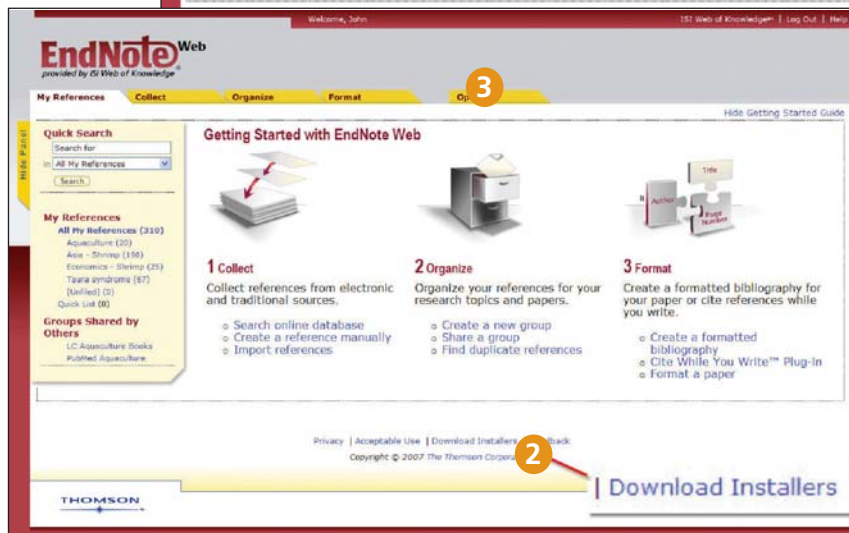 Welcome, John
ISI Web of Knowledge℠ | Log Out | Help
EndNote Web
provided by ISI Web of Knowledge
My References
Collect
Organize
Format
3
Hide Getting Started Guide
Hide Panel
Quick Search
Search for
in All My References
Search
My References
All My References (310)
Aquaculture (20)
Asia - Shrimp (198)
Economics - Shrimp (25)
Taura syndrome (67)
[Unfiled] (0)
Quick List (0)
Groups Shared by
Others
LC Aquaculture Books
PubMed Aquaculture
Getting Started with EndNote Web
1 Collect
Collect references from electronic
and traditional sources.
Search online database
Create a reference manually
Import references
2 Organize
Organize your references for your
research topics and papers.
Create a new group
Share a group
Find duplicate references
Title
Author
Page
Number
3 Format
Create a formatted bibliography for
your paper or cite references while
you write.
Create a formatted
bibliography
Cite While You Write™ Plug-In
Format a paper
Privacy | Acceptable Use | Download Installers
Copyright © 2007 The Thomson
2
| Download Installers
THOMSON